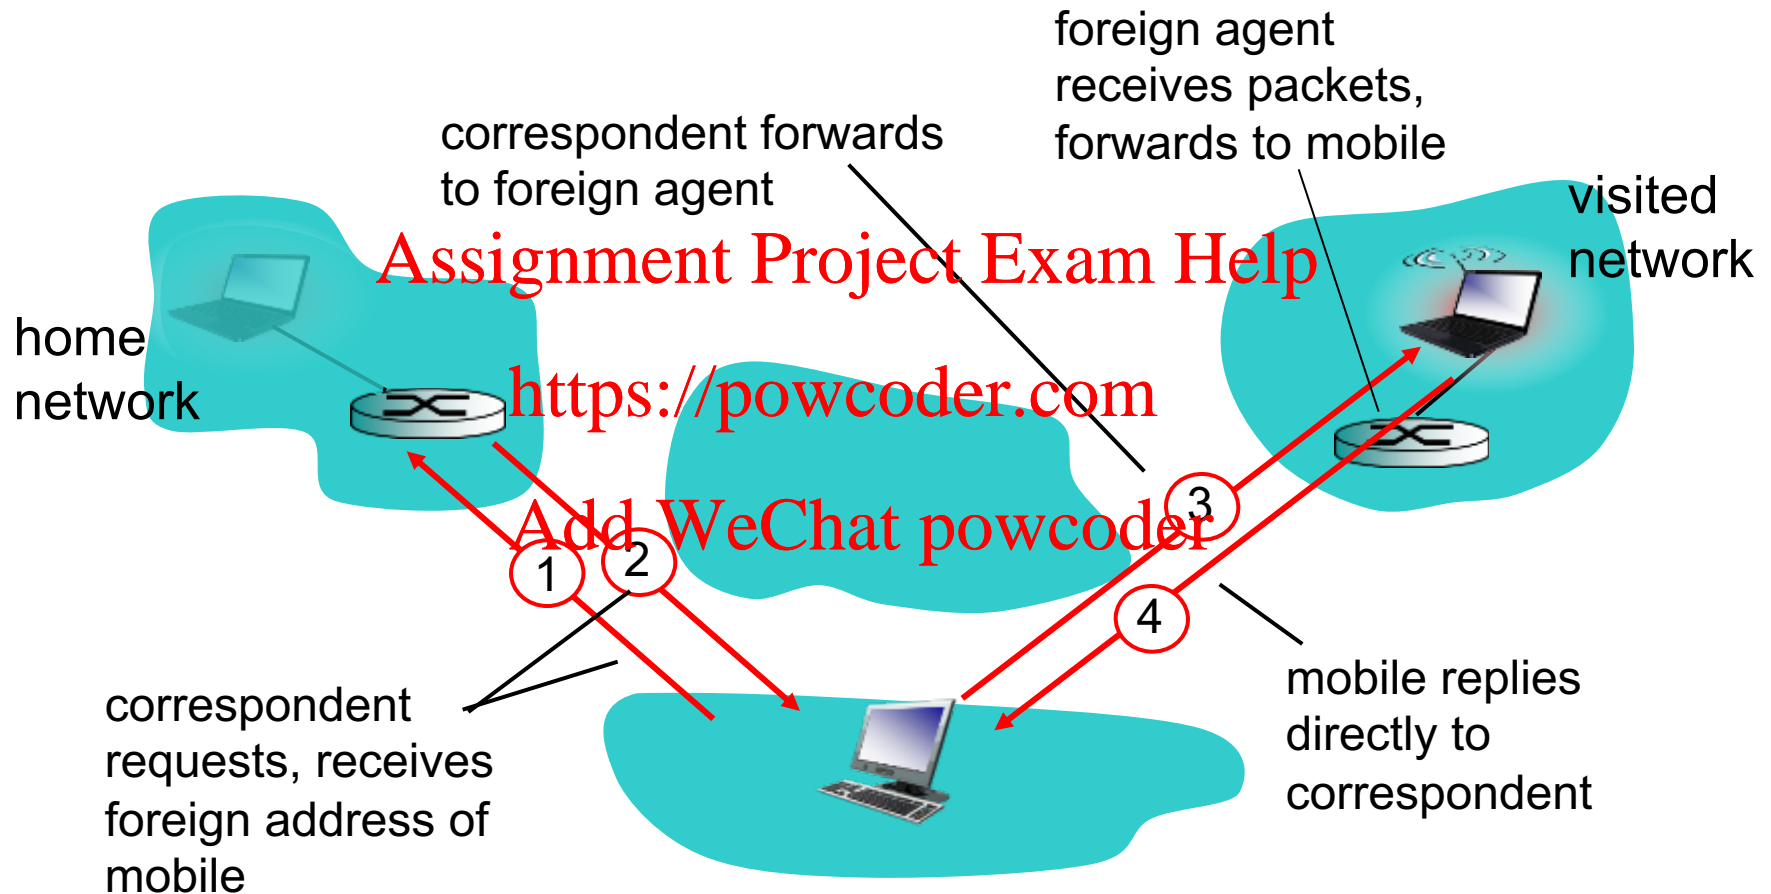 foreign agent
receives packets,
forwards to mobile
correspondent forwards
to foreign agent
visited
network
Assignment Project Exam Help
home
network
https://powcoder.com
Add WeChat powcoder
3
1
2
4
correspondent
requests, receives
foreign address of
mobile
mobile replies
directly to
correspondent